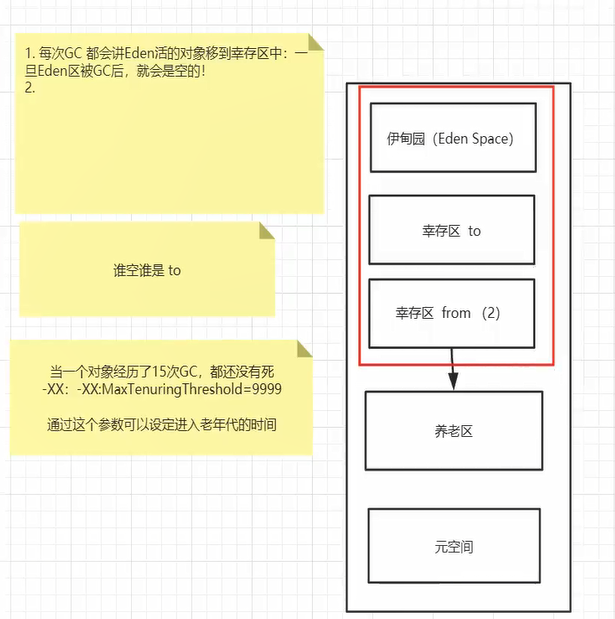 1. 每次GC 都会讲Eden活的对象移到幸存区中：一
旦Eden区被GC后，就会是空的！
2.
谁空谁是 to
当一个对象经历了15次GC，都还没有死
-XX：-XX:MaxTenuringThreshold=9999
通过这个参数可以设定进入老年代的时间
伊甸园（Eden Space）
幸存区 to
幸存区 from （2）
养老区
元空间